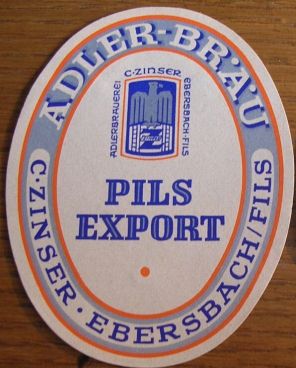 ADLER-BRÄU
C·ZINSER
ADLERBRAUEREI
EBERSBACH-FILS
PILS
EXPORT
C·ZINSER·EBERSBACH/FILS